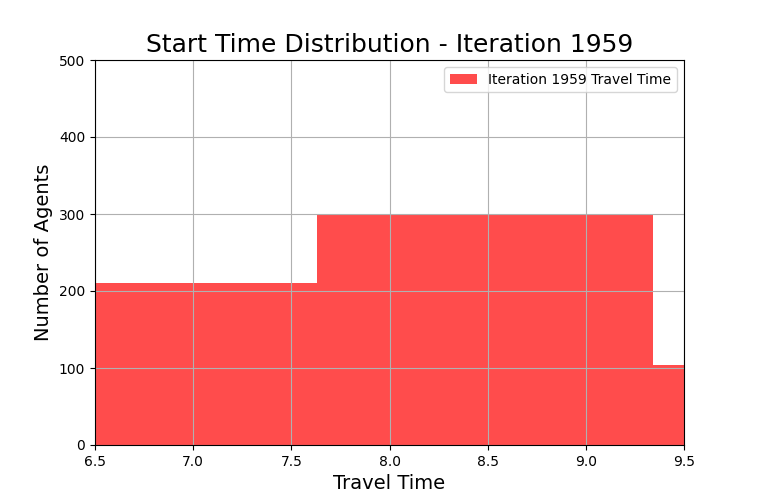 Start Time Distribution - Iteration 1959
500
Iteration 1959 Travel Time
400
300
200
100
0
Number of Agents
6.5 7.0 7.5 8.0 8.5 9.0 9.5
Travel Time